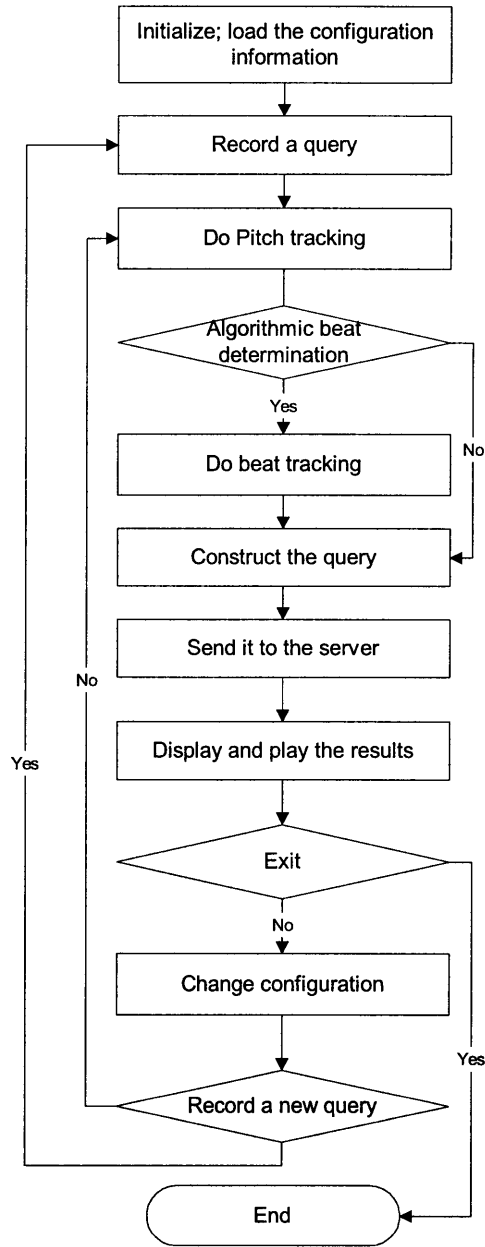 Initialize; load the configuration
information
Record a query
Do Pitch tracking
Algorithmic beat
determination
Yes
No
Do beat tracking
Construct the query
Send it to the server
No
Display and play the results
Yes
Exit
No
Change configuration
Yes
Record a new query
End